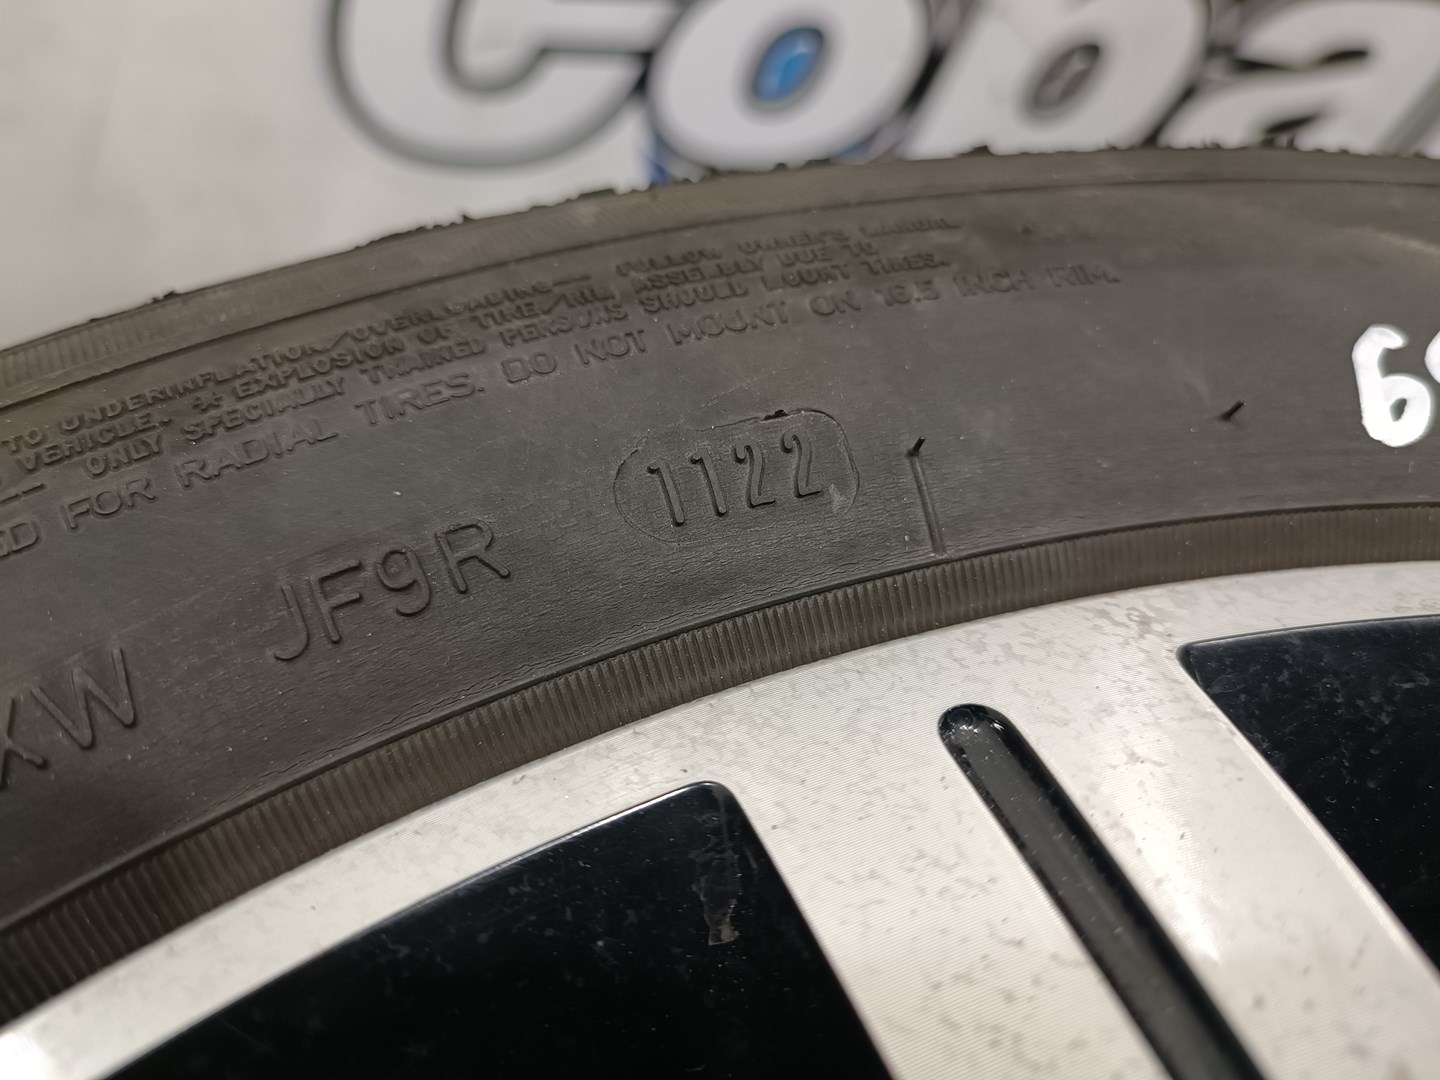 Coba
TO UNDERINFLATION/OVERLOADING— FOLLOW OWNER'S MANUAL
VEHICLE. * EXPLOSION OF TIRE/RIM ASSEMBLY DUE TO
ONLY SPECIALLY TRAINED PERSONS SHOULD MOUNT TIRES.
FOR RADIAL TIRES. DO NOT MOUNT ON 16.5 INCH RIM.
1122
XW JF9R